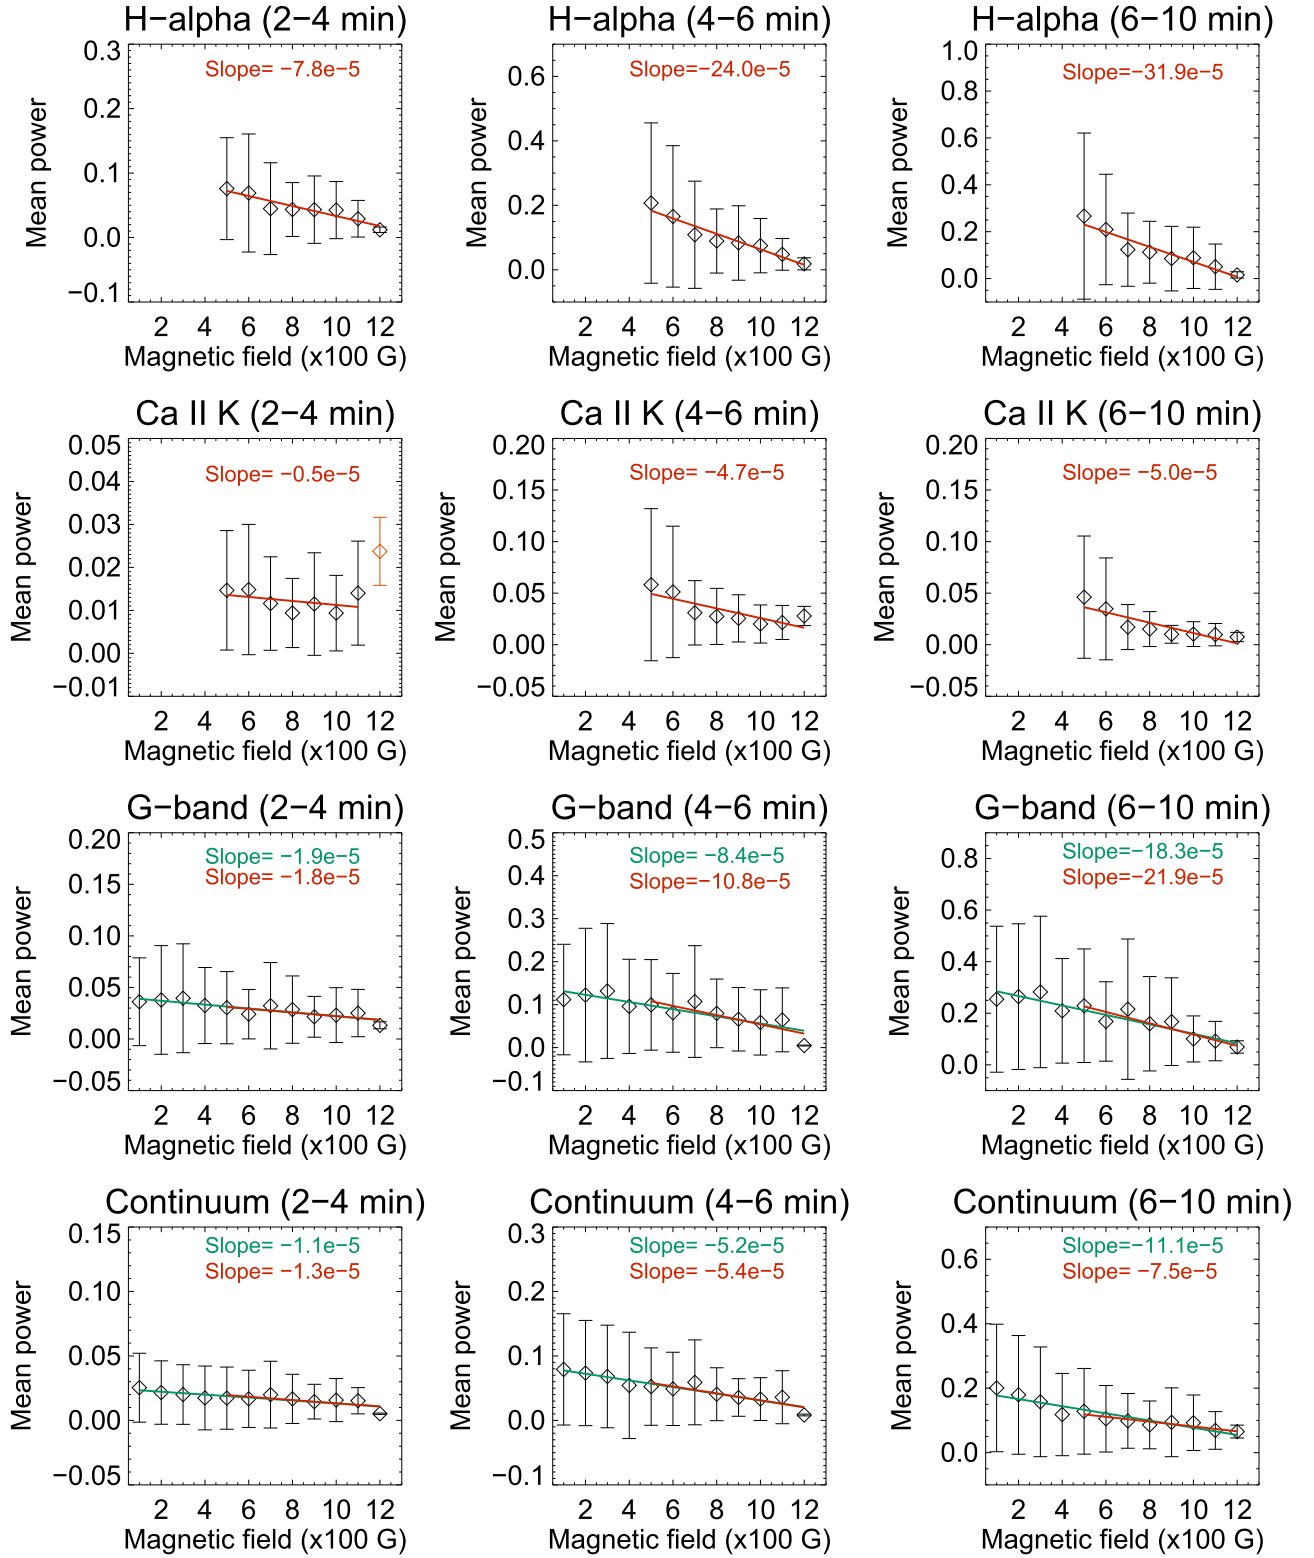 H−alpha (2−4 min)
Slope= −7.8e−5
Mean power
0.3
0.2
0.1
0.0
−0.1
2 4 6 8 10 12
Magnetic field (x100 G)
H−alpha (4−6 min)
Slope=−24.0e−5
Mean power
0.6
0.4
0.2
0.0
2 4 6 8 10 12
Magnetic field (x100 G)
H−alpha (6−10 min)
Slope=−31.9e−5
Mean power
1.0
0.8
0.6
0.4
0.2
0.0
2 4 6 8 10 12
Magnetic field (x100 G)
Ca II K (2−4 min)
Slope= −0.5e−5
Mean power
0.05
0.04
0.03
0.02
0.01
0.00
−0.01
2 4 6 8 10 12
Magnetic field (x100 G)
Ca II K (4−6 min)
Slope= −4.7e−5
Mean power
0.20
0.15
0.10
0.05
0.00
−0.05
2 4 6 8 10 12
Magnetic field (x100 G)
Ca II K (6−10 min)
Slope= −5.0e−5
Mean power
0.20
0.15
0.10
0.05
0.00
−0.05
2 4 6 8 10 12
Magnetic field (x100 G)
G−band (2−4 min)
Slope= −1.9e−5
Slope= −1.8e−5
Mean power
0.20
0.15
0.10
0.05
0.00
−0.05
2 4 6 8 10 12
Magnetic field (x100 G)
G−band (4−6 min)
Slope= −8.4e−5
Slope=−10.8e−5
Mean power
0.5
0.4
0.3
0.2
0.1
0.0
−0.1
2 4 6 8 10 12
Magnetic field (x100 G)
G−band (6−10 min)
Slope=−18.3e−5
Slope=−21.9e−5
Mean power
0.8
0.6
0.4
0.2
0.0
2 4 6 8 10 12
Magnetic field (x100 G)
Continuum (2−4 min)
Slope= −1.1e−5
Slope= −1.3e−5
Mean power
0.15
0.10
0.05
0.00
−0.05
2 4 6 8 10 12
Magnetic field (x100 G)
Continuum (4−6 min)
Slope= −5.2e−5
Slope= −5.4e−5
Mean power
0.3
0.2
0.1
0.0
−0.1
2 4 6 8 10 12
Magnetic field (x100 G)
Continuum (6−10 min)
Slope=−11.1e−5
Slope= −7.5e−5
Mean power
0.6
0.4
0.2
0.0
2 4 6 8 10 12
Magnetic field (x100 G)